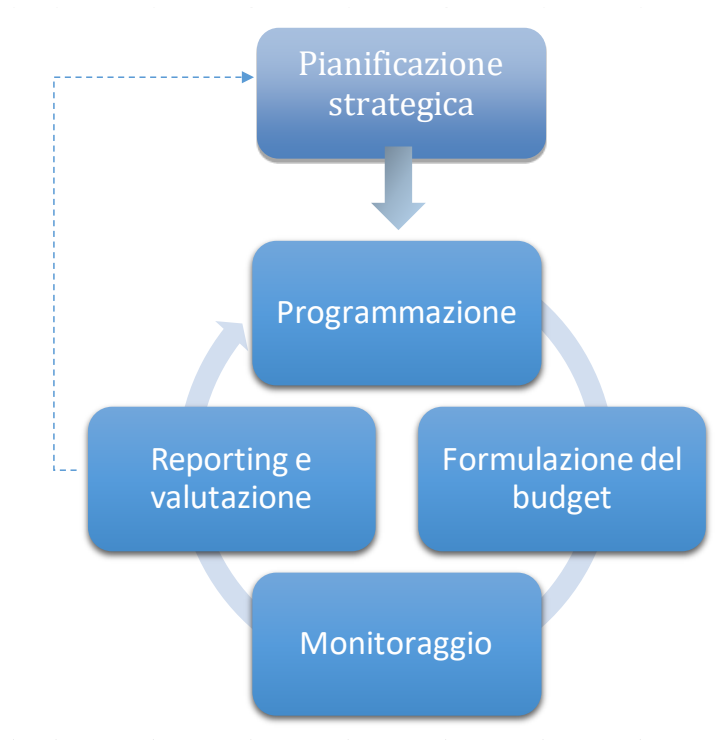 Pianificazione
strategica
Programmazione
Reporting e
valutazione
Formulazione del
budget
Monitoraggio